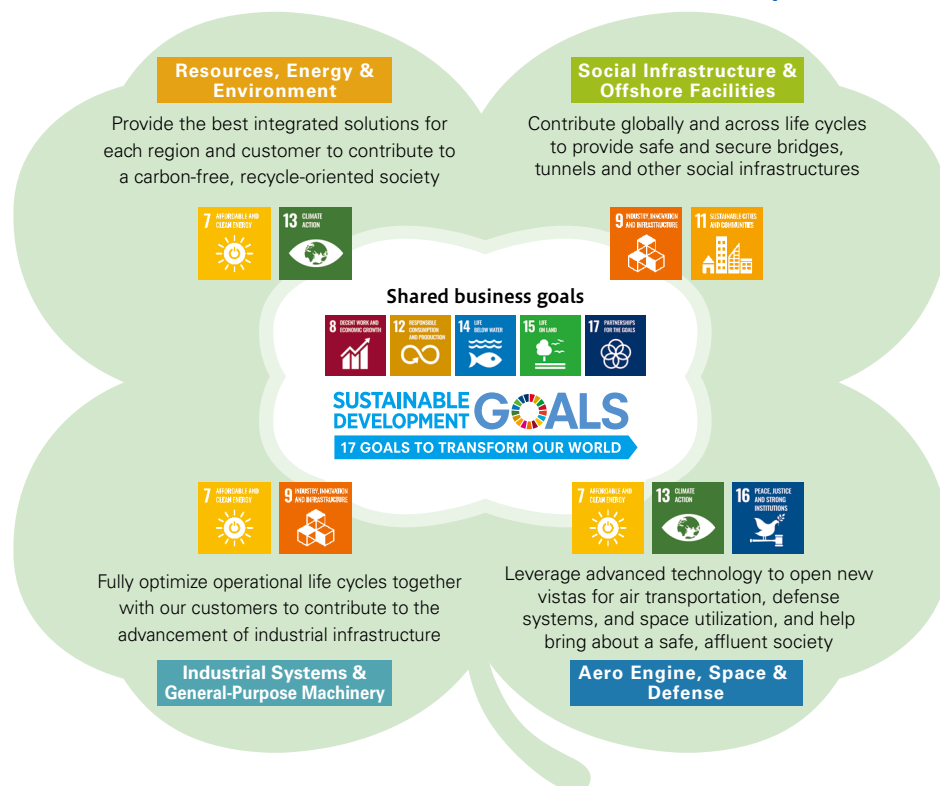 Resources, Energy &
Environment
Provide the best integrated solutions for
each region and customer to contribute to
a carbon-free, recycle-oriented society
7 AFFORDABLE AND
CLEAN ENERGY
13 CLIMATE
ACTION
Social Infrastructure &
Offshore Facilities
Contribute globally and across life cycles
to provide safe and secure bridges,
tunnels and other social infrastructures
9 INDUSTRY, INNOVATION
AND INFRASTRUCTURE
11 SUSTAINABLE CITIES
AND COMMUNITIES
Shared business goals
8 DECENT WORK AND
ECONOMIC GROWTH
12 RESPONSIBLE
CONSUMPTION
AND PRODUCTION
14 LIFE
BELOW WATER
15 LIFE
ON LAND
17 PARTNERSHIPS
FOR THE GOALS
SUSTAINABLE
DEVELOPMENT
GOALS
17 GOALS TO TRANSFORM OUR WORLD
7 AFFORDABLE AND
CLEAN ENERGY
9 INDUSTRY, INNOVATION
AND INFRASTRUCTURE
Fully optimize operational life cycles together
with our customers to contribute to the
advancement of industrial infrastructure
Industrial Systems &
General-Purpose Machinery
7 AFFORDABLE AND
CLEAN ENERGY
13 CLIMATE
ACTION
16 PEACE, JUSTICE
AND STRONG
INSTITUTIONS
Leverage advanced technology to open new
vistas for air transportation, defense
systems, and space utilization, and help
bring about a safe, affluent society
Aero Engine, Space &
Defense